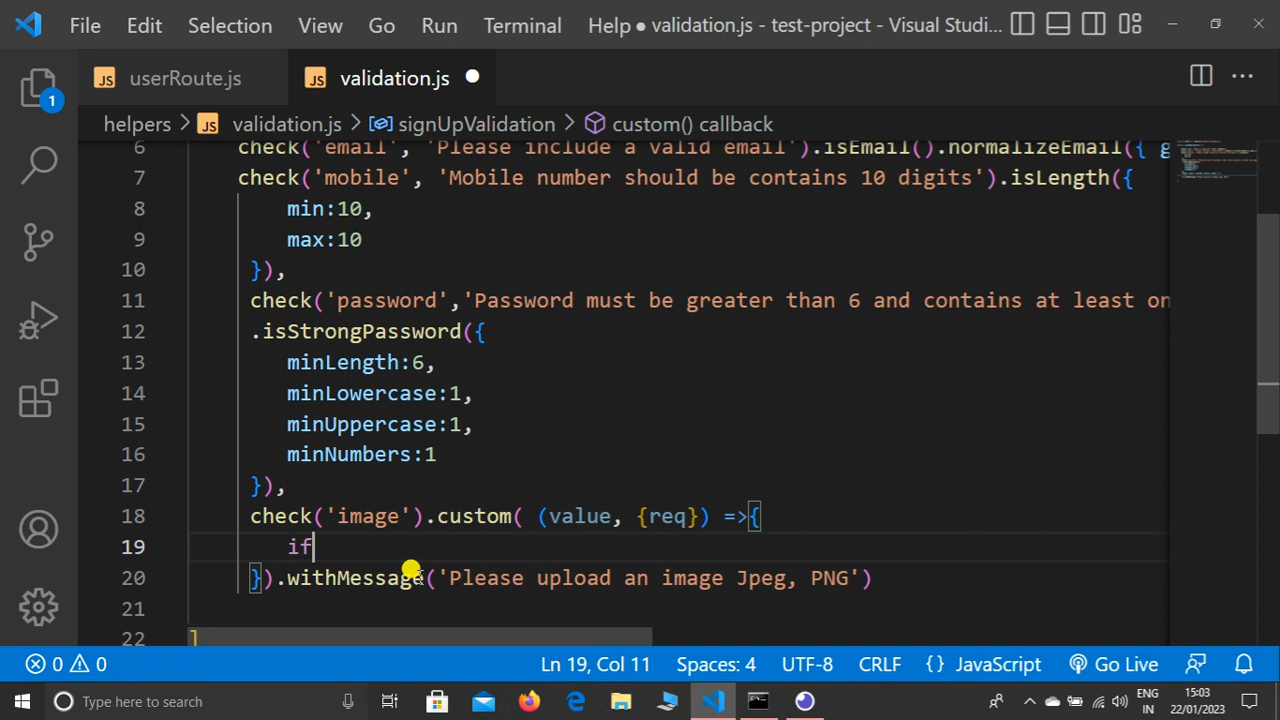 File Edit Selection View Go Run Terminal Help ● validation.js - test-project - Visual Studi...
JS userRoute.js JS validation.js ●
helpers > JS validation.js > signUpValidation > custom() callback
6 check('email', 'Please include a valid email').isEmail().normalizeEmail({ g
7 check('mobile', 'Mobile number should be contains 10 digits').isLength({
8 min:10,
9 max:10
10 }),
11 check('password','Password must be greater than 6 and contains at least on
12 .isStrongPassword({
13 minLength:6,
14 minLowercase:1,
15 minUppercase:1,
16 minNumbers:1
17 }),
18 check('image').custom( (value, {req}) =>{
19 if
20 }).withMessage('Please upload an image Jpeg, PNG')
21
22 ]
1
0 0 Ln 19, Col 11 Spaces: 4 UTF-8 CRLF {} JavaScript Go Live
Type here to search ENG IN 15:03 22/01/2023